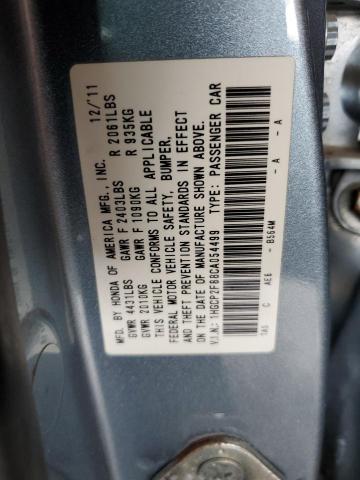 MFD. BY HONDA OF AMERICA MFG., INC. 12/'11
GVWR 4431LBS GAWR F 2403LBS R 2061LBS
GVWR 2010KG GAWR F 1090KG R 935KG
THIS VEHICLE CONFORMS TO ALL APPLICABLE
FEDERAL MOTOR VEHICLE SAFETY, BUMPER,
AND THEFT PREVENTION STANDARDS IN EFFECT
ON THE DATE OF MANUFACTURE SHOWN ABOVE.
V.I.N.: 1HGCP2F88CA054499 TYPE: PASSENGER CAR
C AE6 - B564M - A - A